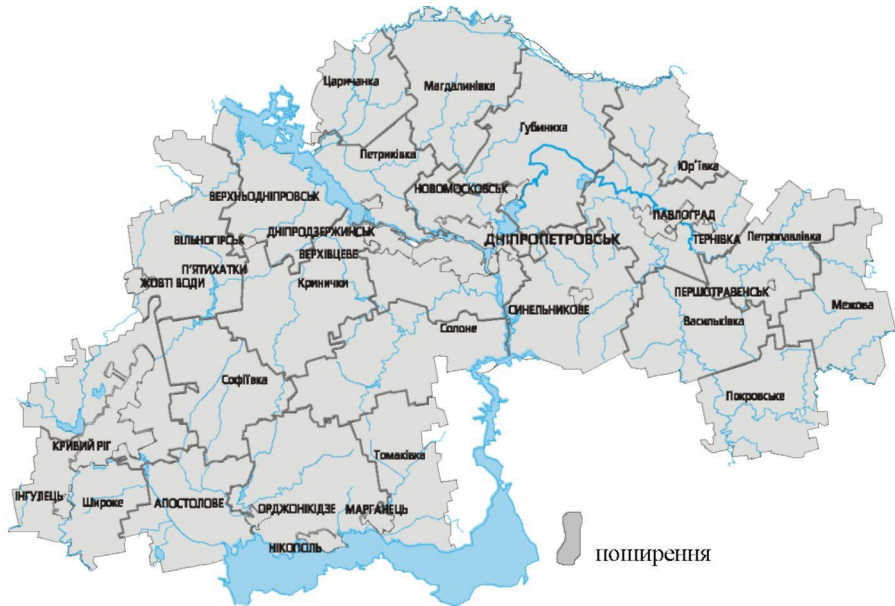 Царичанка
Магдалинівка
Губиниха
Петриківка
Юр'ївка
НОВОМОСКОВСЬК
ВЕРХНЬОДНІПРОВСЬК
ПАВЛОГРАД
ДНІПРОДЗЕРЖИНСЬК
ДНІПРОПЕТРОВСЬК
ТЕРНІВКА
Петропавлівка
ВІЛЬНОГІРСЬК
ВЕРХІВЦЕВЕ
П'ЯТИХАТКИ
ЖОВТІ ВОДИ
Кринички
ПЕРШОТРАВЕНСЬК
Межова
СИНЕЛЬНИКОВЕ
Васильківка
Солоне
Софіївка
Покровське
КРИВИЙ РІГ
Томаківка
ІНГУЛЕЦЬ
Широке
АПОСТОЛОВЕ
ОРДЖОНІКІДЗЕ
МАРГАНЕЦЬ
НІКОПОЛЬ
поширення